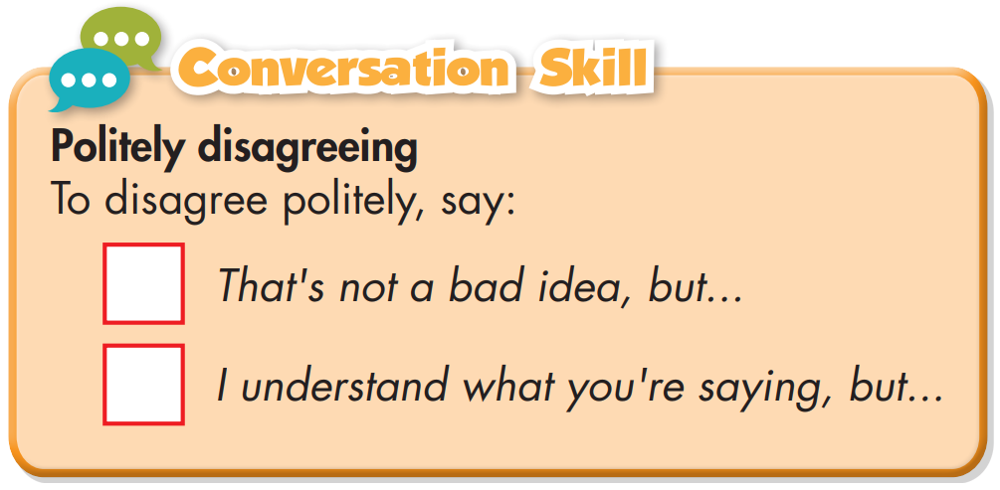 Conversation Skill
Politely disagreeing
To disagree politely, say:
That's not a bad idea, but...
I understand what you're saying, but...